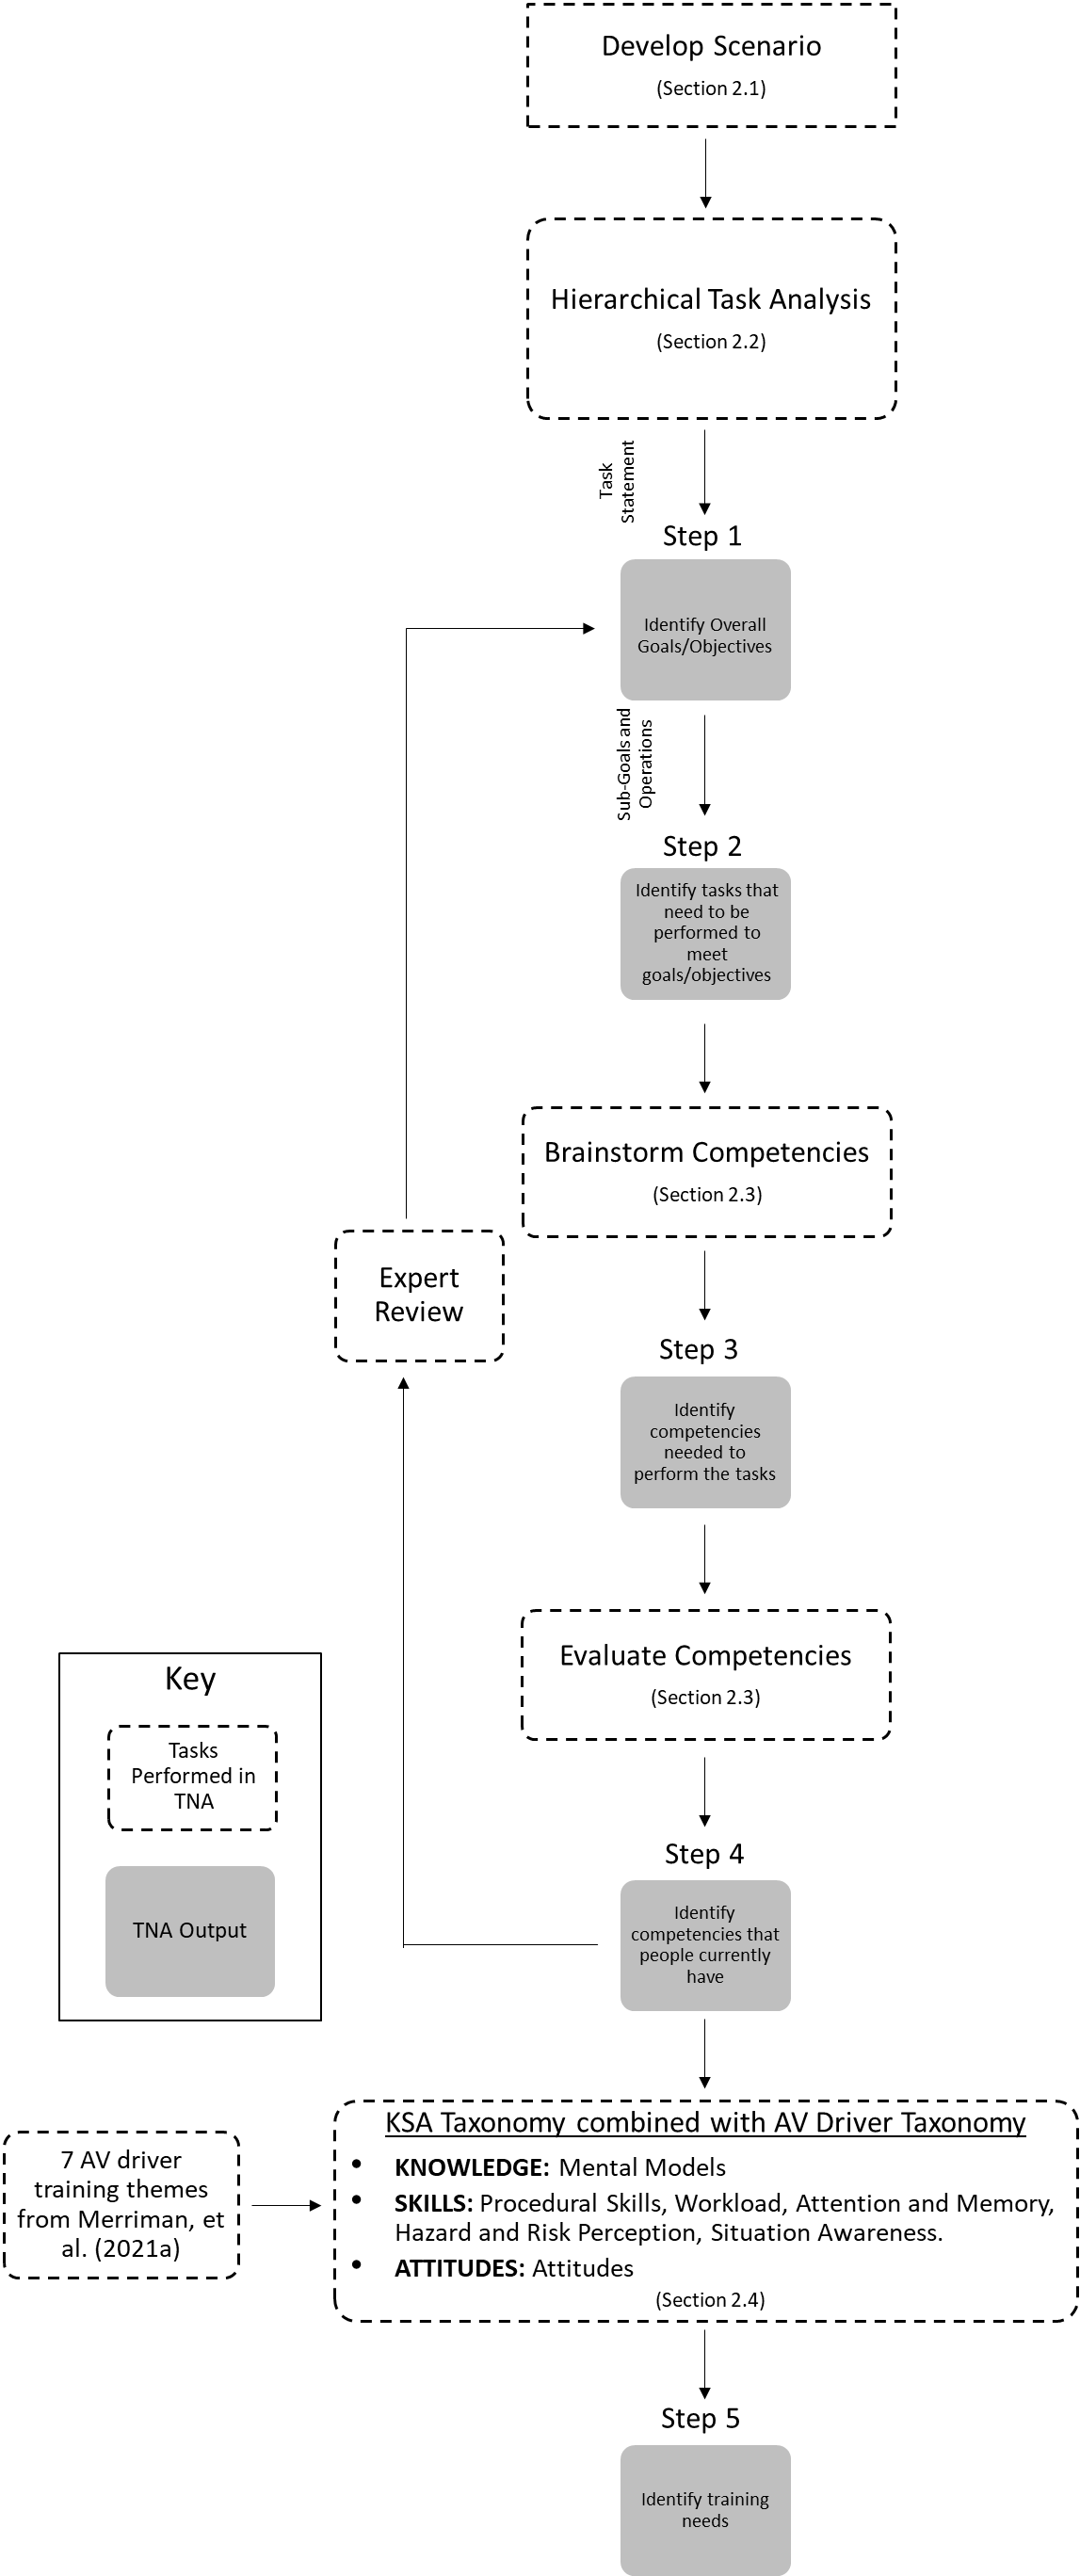 Develop Scenario
(Section 2.1)
Hierarchical Task Analysis
(Section 2.2)
Task
Statement
Step 1
Identify Overall
Goals/Objectives
Sub-Goals and
Operations
Step 2
Identify tasks that
need to be
performed to
meet
goals/objectives
Brainstorm Competencies
(Section 2.3)
Expert
Review
Step 3
Identify
competencies
needed to
perform the tasks
Evaluate Competencies
(Section 2.3)
Key
Tasks
Performed in
TNA
TNA Output
Step 4
Identify
competencies that
people currently
have
7 AV driver
training themes
from Merriman, et
al. (2021a)
KSA Taxonomy combined with AV Driver Taxonomy
• KNOWLEDGE: Mental Models
• SKILLS: Procedural Skills, Workload, Attention and Memory,
Hazard and Risk Perception, Situation Awareness.
• ATTITUDES: Attitudes
(Section 2.4)
Step 5
Identify training
needs